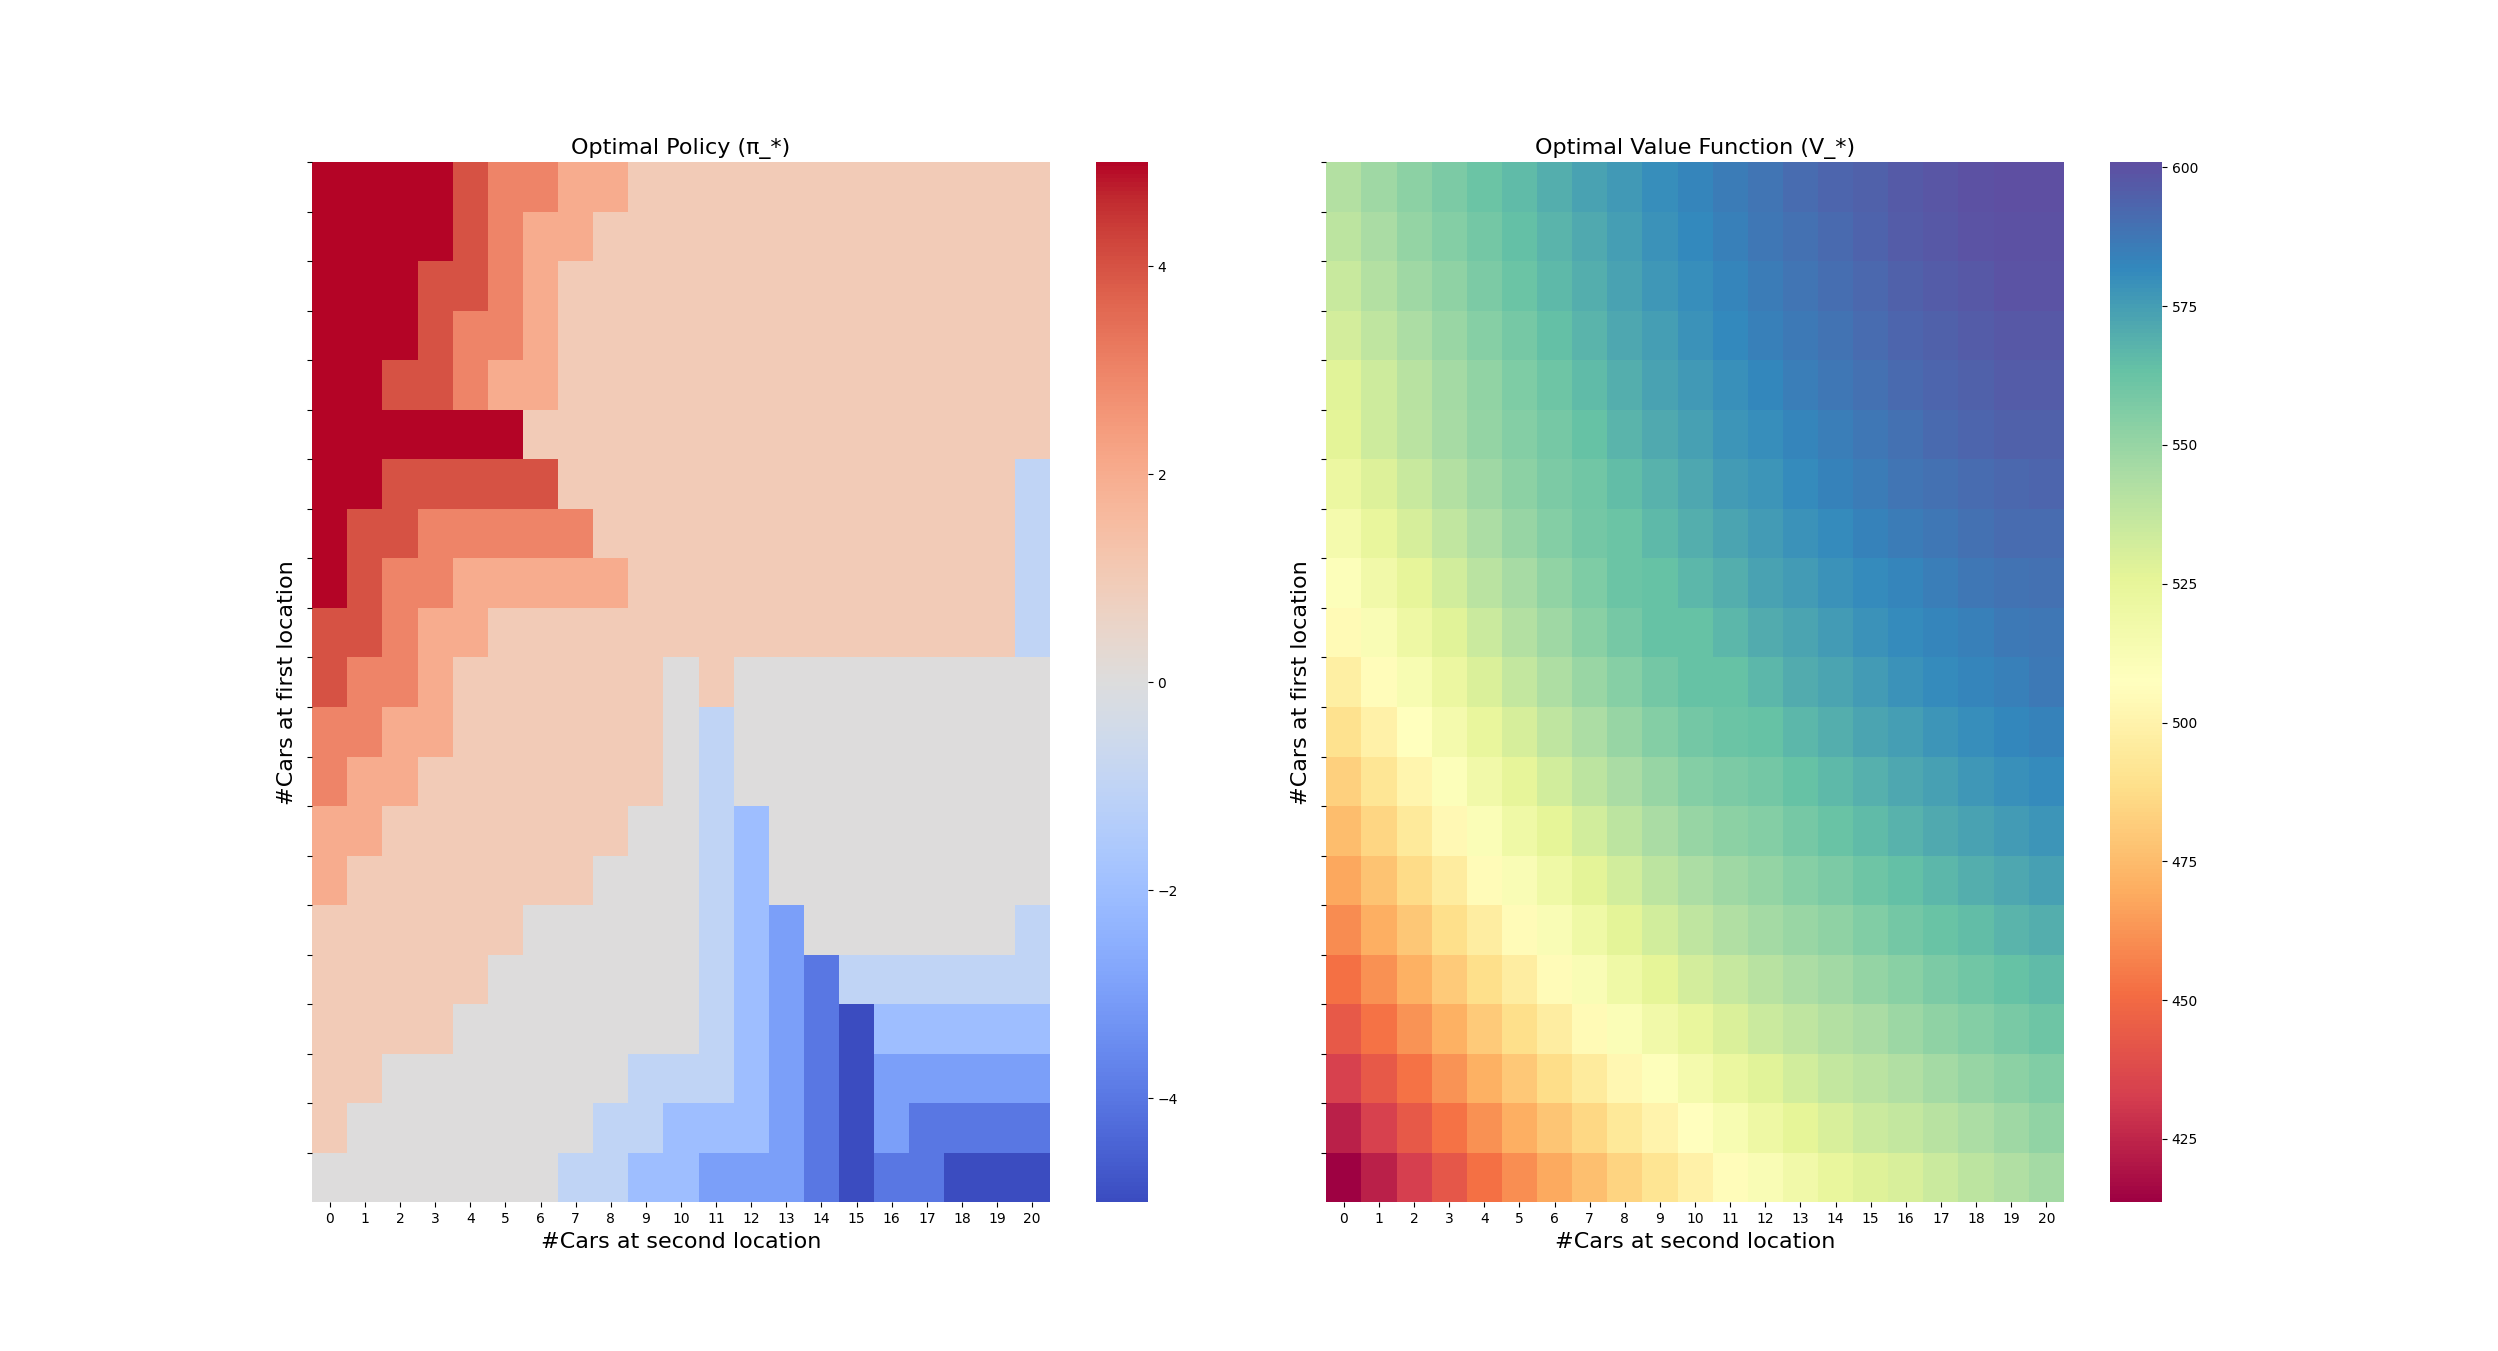 Optimal Policy (π_*)
#Cars at first location
4
2
0
−2
−4
0 1 2 3 4 5 6 7 8 9 10 11 12 13 14 15 16 17 18 19 20
#Cars at second location
Optimal Value Function (V_*)
#Cars at first location
600
575
550
525
500
475
450
425
0 1 2 3 4 5 6 7 8 9 10 11 12 13 14 15 16 17 18 19 20
#Cars at second location